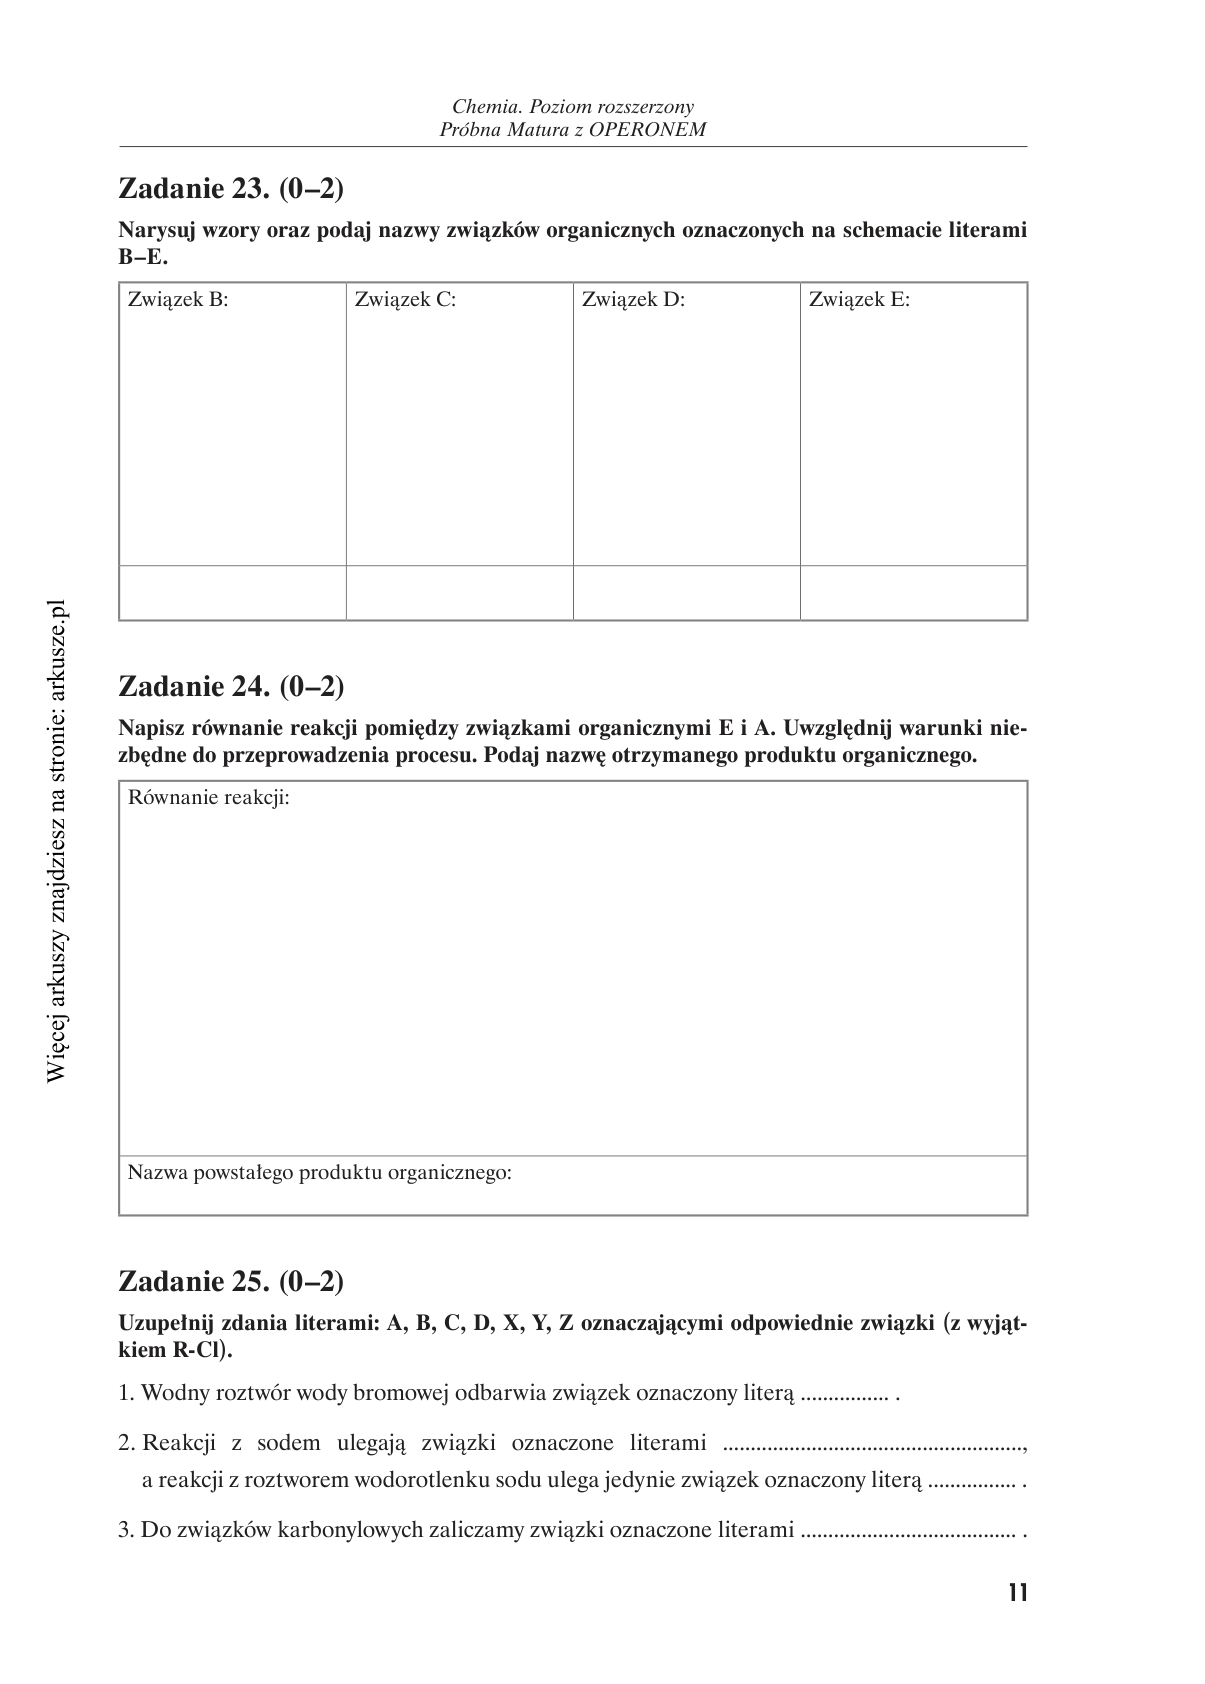 Chemia. Poziom rozszerzony
Próbna Matura z OPERONEM
Zadanie 23. (0–2)
Narysuj wzory oraz podaj nazwy związków organicznych oznaczonych na schemacie literami
B–E.
Związek B:
Związek C:
Związek D:
Związek E:
Zadanie 24. (0–2)
Napisz równanie reakcji pomiędzy związkami organicznymi E i A. Uwzględnij warunki nie-
zbędne do przeprowadzenia procesu. Podaj nazwę otrzymanego produktu organicznego.
Równanie reakcji:
Nazwa powstałego produktu organicznego:
Zadanie 25. (0–2)
Uzupełnij zdania literami: A, B, C, D, X, Y, Z oznaczającymi odpowiednie związki (z wyjąt-
kiem R-Cl).
1. Wodny roztwór wody bromowej odbarwia związek oznaczony literą ................ .
2. Reakcji z sodem ulegają związki oznaczone literami ......................................................,
a reakcji z roztworem wodorotlenku sodu ulega jedynie związek oznaczony literą ................ .
3. Do związków karbonylowych zaliczamy związki oznaczone literami ....................................... .
11
Więcej arkuszy znajdziesz na stronie: arkusze.pl